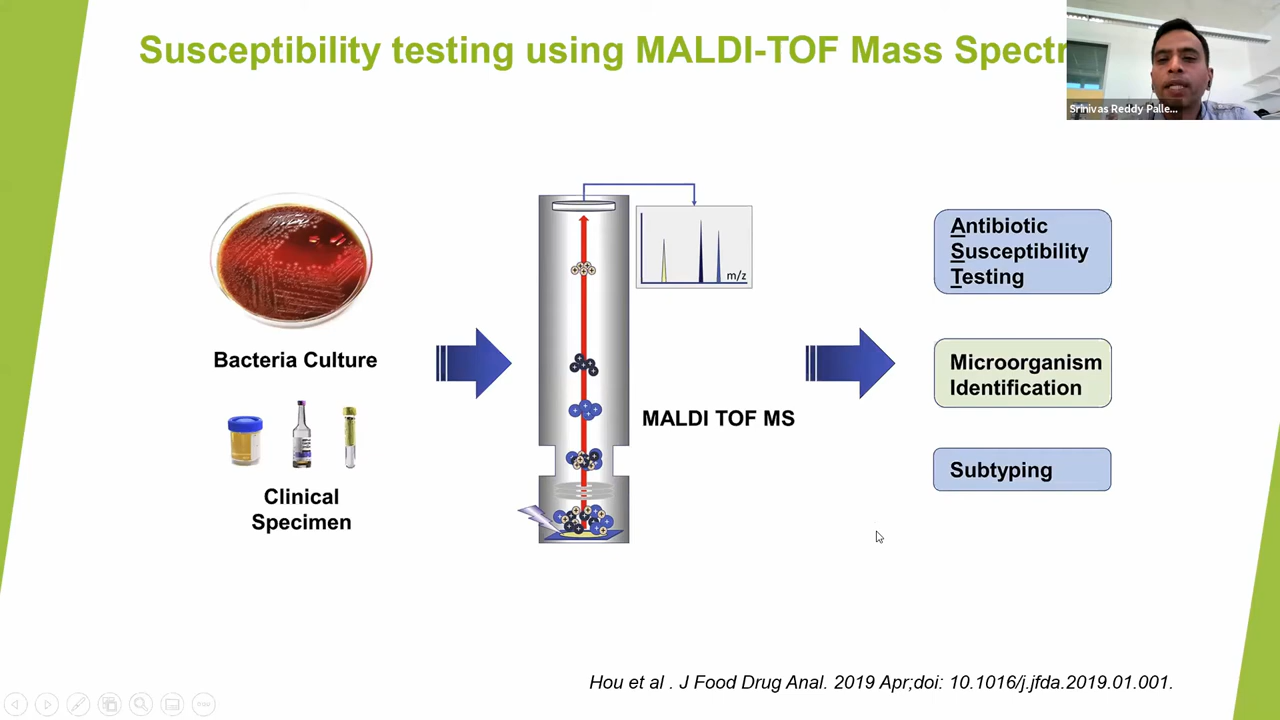 Susceptibility testing using MALDI-TOF Mass Spectr
Srinivas Reddy Palle...
Bacteria Culture
Clinical
Specimen
m/z
MALDI TOF MS
Antibiotic
Susceptibility
Testing
Microorganism
Identification
Subtyping
Hou et al . J Food Drug Anal. 2019 Apr;doi: 10.1016/j.jfda.2019.01.001.